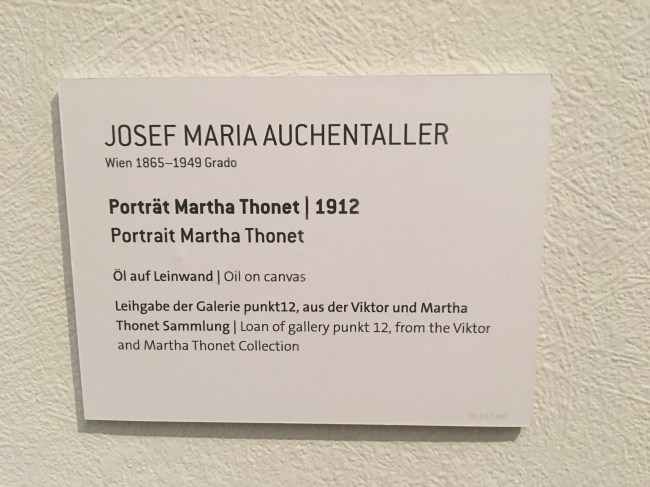 JOSEF MARIA AUCHENTALLER
Wien 1865–1949 Grado
Porträt Martha Thonet | 1912
Portrait Martha Thonet
Öl auf Leinwand | Oil on canvas
Leihgabe der Galerie punkt12, aus der Viktor und Martha
Thonet Sammlung | Loan of gallery punkt 12, from the Viktor
and Martha Thonet Collection